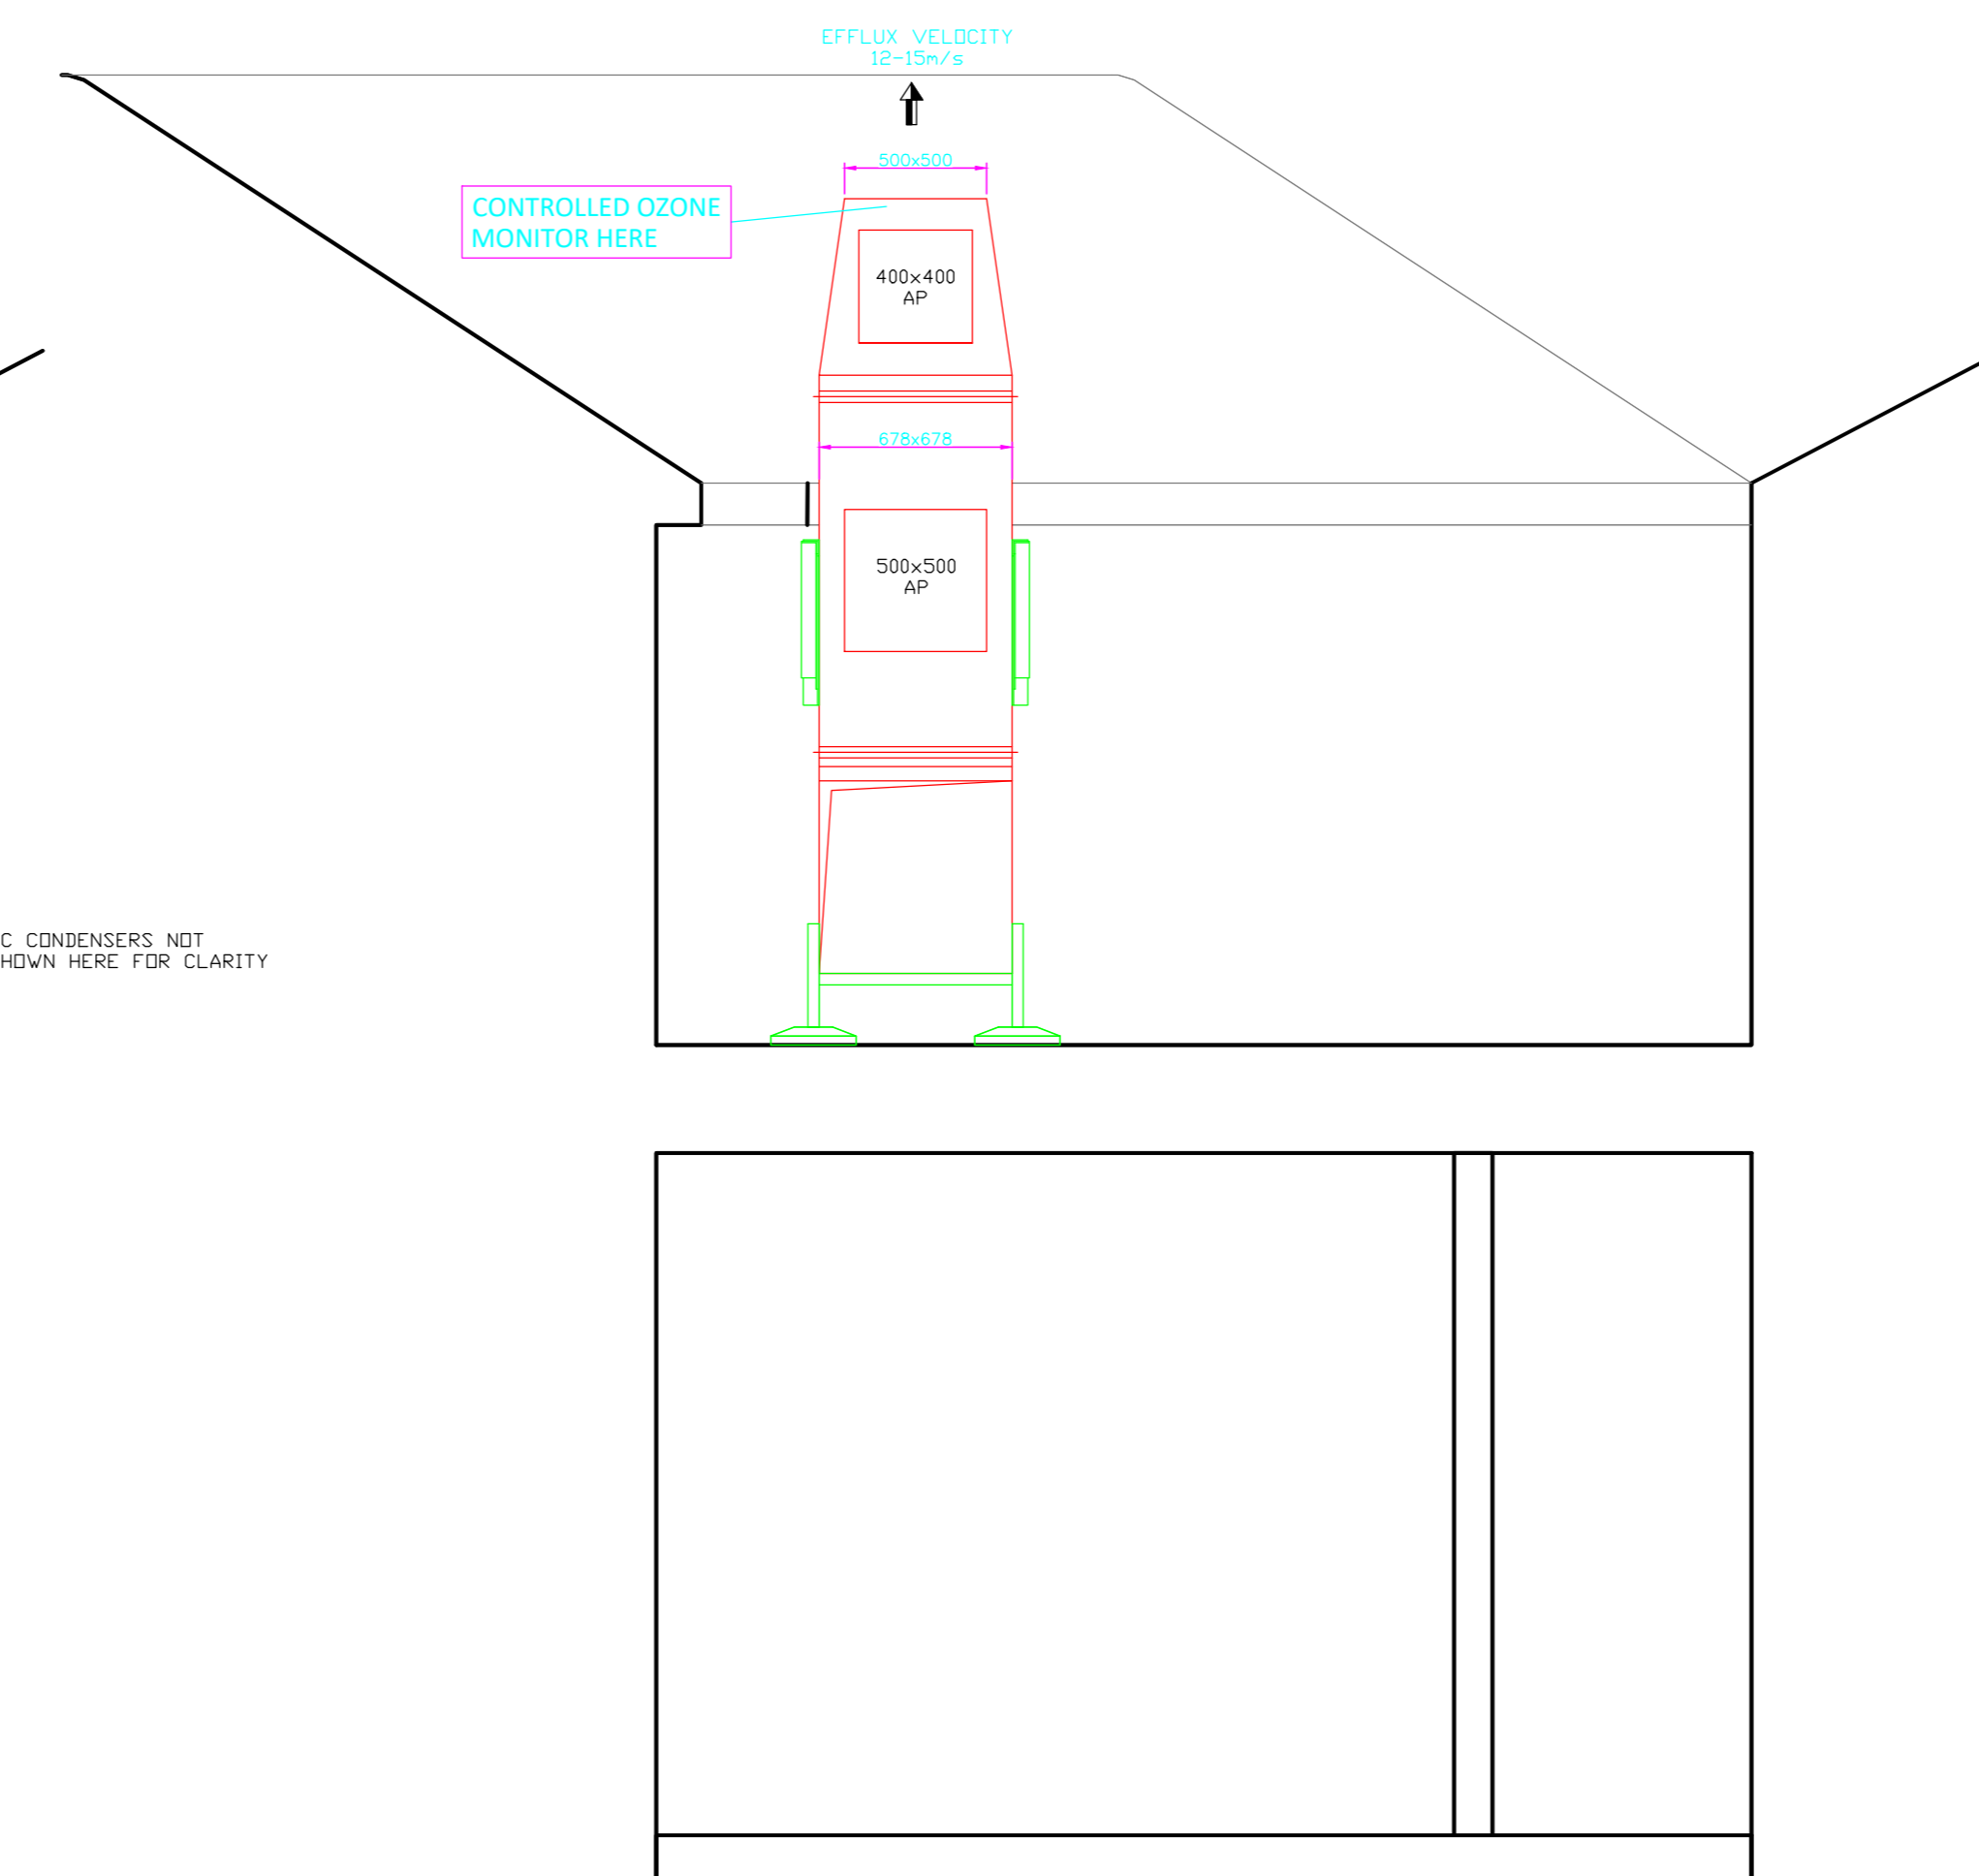 EFFLUX VELOCITY
12-15m/s
500x500
CONTROLLED OZONE
MONITOR HERE
400x400
AP
678x678
500x500
AP
C CONDENSERS NOT
HOWN HERE FOR CLARITY